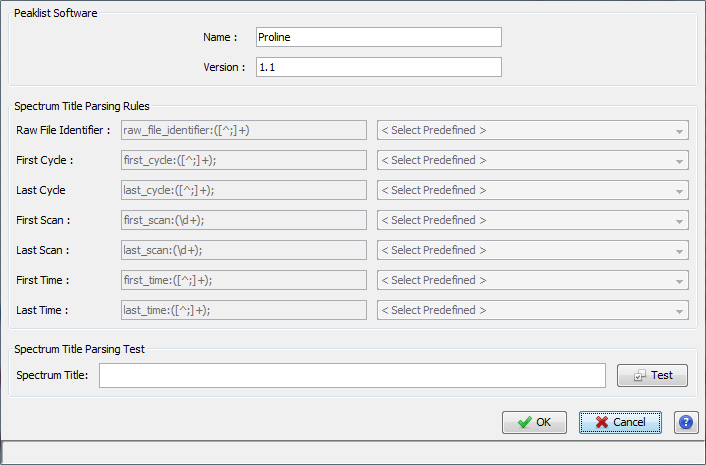 Peaklist Software
Name : Proline
Version : 1.1
Spectrum Title Parsing Rules
Raw File Identifier : raw_file_identifier:([^;]+) < Select Predefined >
First Cycle : first_cycle:([^;]+); < Select Predefined >
Last Cycle last_cycle:([^;]+); < Select Predefined >
First Scan : first_scan:(\d+); < Select Predefined >
Last Scan : last_scan:(\d+); < Select Predefined >
First Time : first_time:([^;]+); < Select Predefined >
Last Time : last_time:([^;]+); < Select Predefined >
Spectrum Title Parsing Test
Spectrum Title: Test
OK Cancel ?